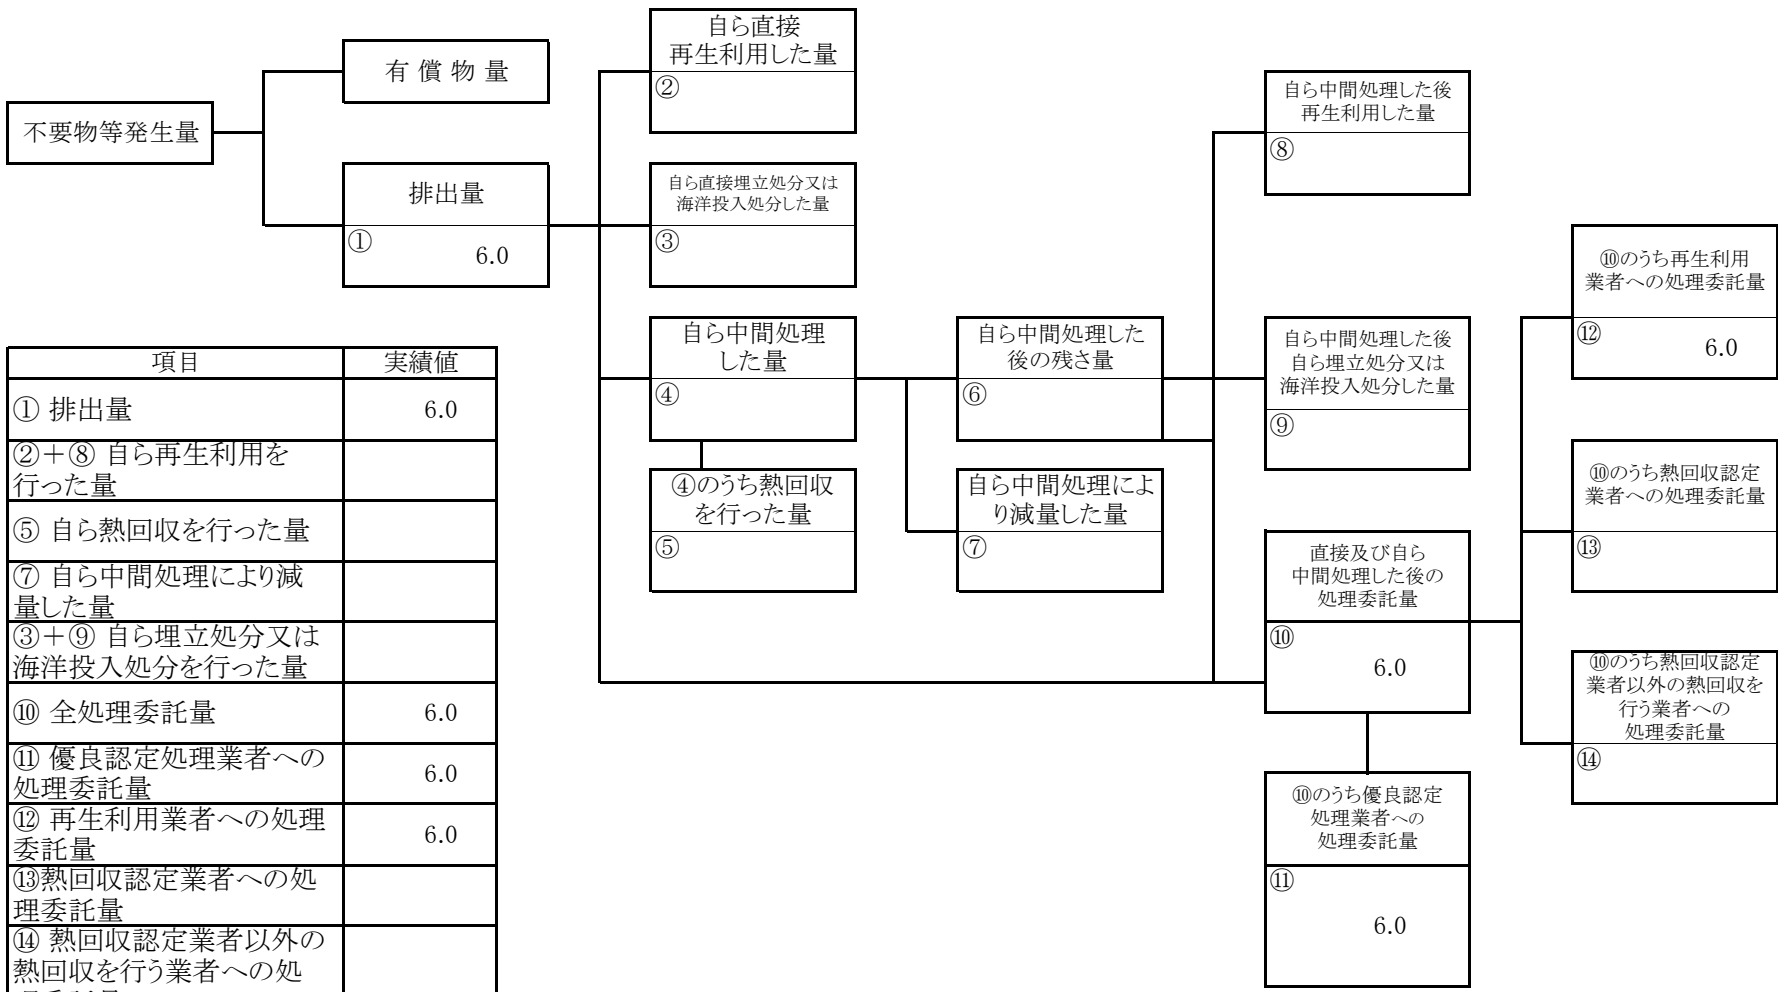 不要物等発生量
有 償 物 量
排出量
①
6.0
自ら直接
再生利用した量
②
自ら直接埋立処分又は
海洋投入処分した量
③
自ら中間処理
した量
④
④のうち熱回収
を行った量
⑤
自ら中間処理した
後の残さ量
⑥
自ら中間処理によ
り減量した量
⑦
自ら中間処理した後
再生利用した量
⑧
自ら中間処理した後
自ら埋立処分又は
海洋投入処分した量
⑨
直接及び自ら
中間処理した後の
処理委託量
⑩
6.0
⑩のうち優良認定
処理業者への
処理委託量
⑪
6.0
⑩のうち再生利用
業者への処理委託量
⑫
6.0
⑩のうち熱回収認定
業者への処理委託量
⑬
⑩のうち熱回収認定
業者以外の熱回収を
行う業者への
処理委託量
⑭
項目 実績値
① 排出量 6.0
②＋⑧ 自ら再生利用を
行った量
⑤ 自ら熱回収を行った量
⑦ 自ら中間処理により減
量した量
③＋⑨ 自ら埋立処分又は
海洋投入処分を行った量
⑩ 全処理委託量 6.0
⑪ 優良認定処理業者への
処理委託量 6.0
⑫ 再生利用業者への処理
委託量 6.0
⑬熱回収認定業者への処
理委託量
⑭ 熱回収認定業者以外の
熱回収を行う業者への処